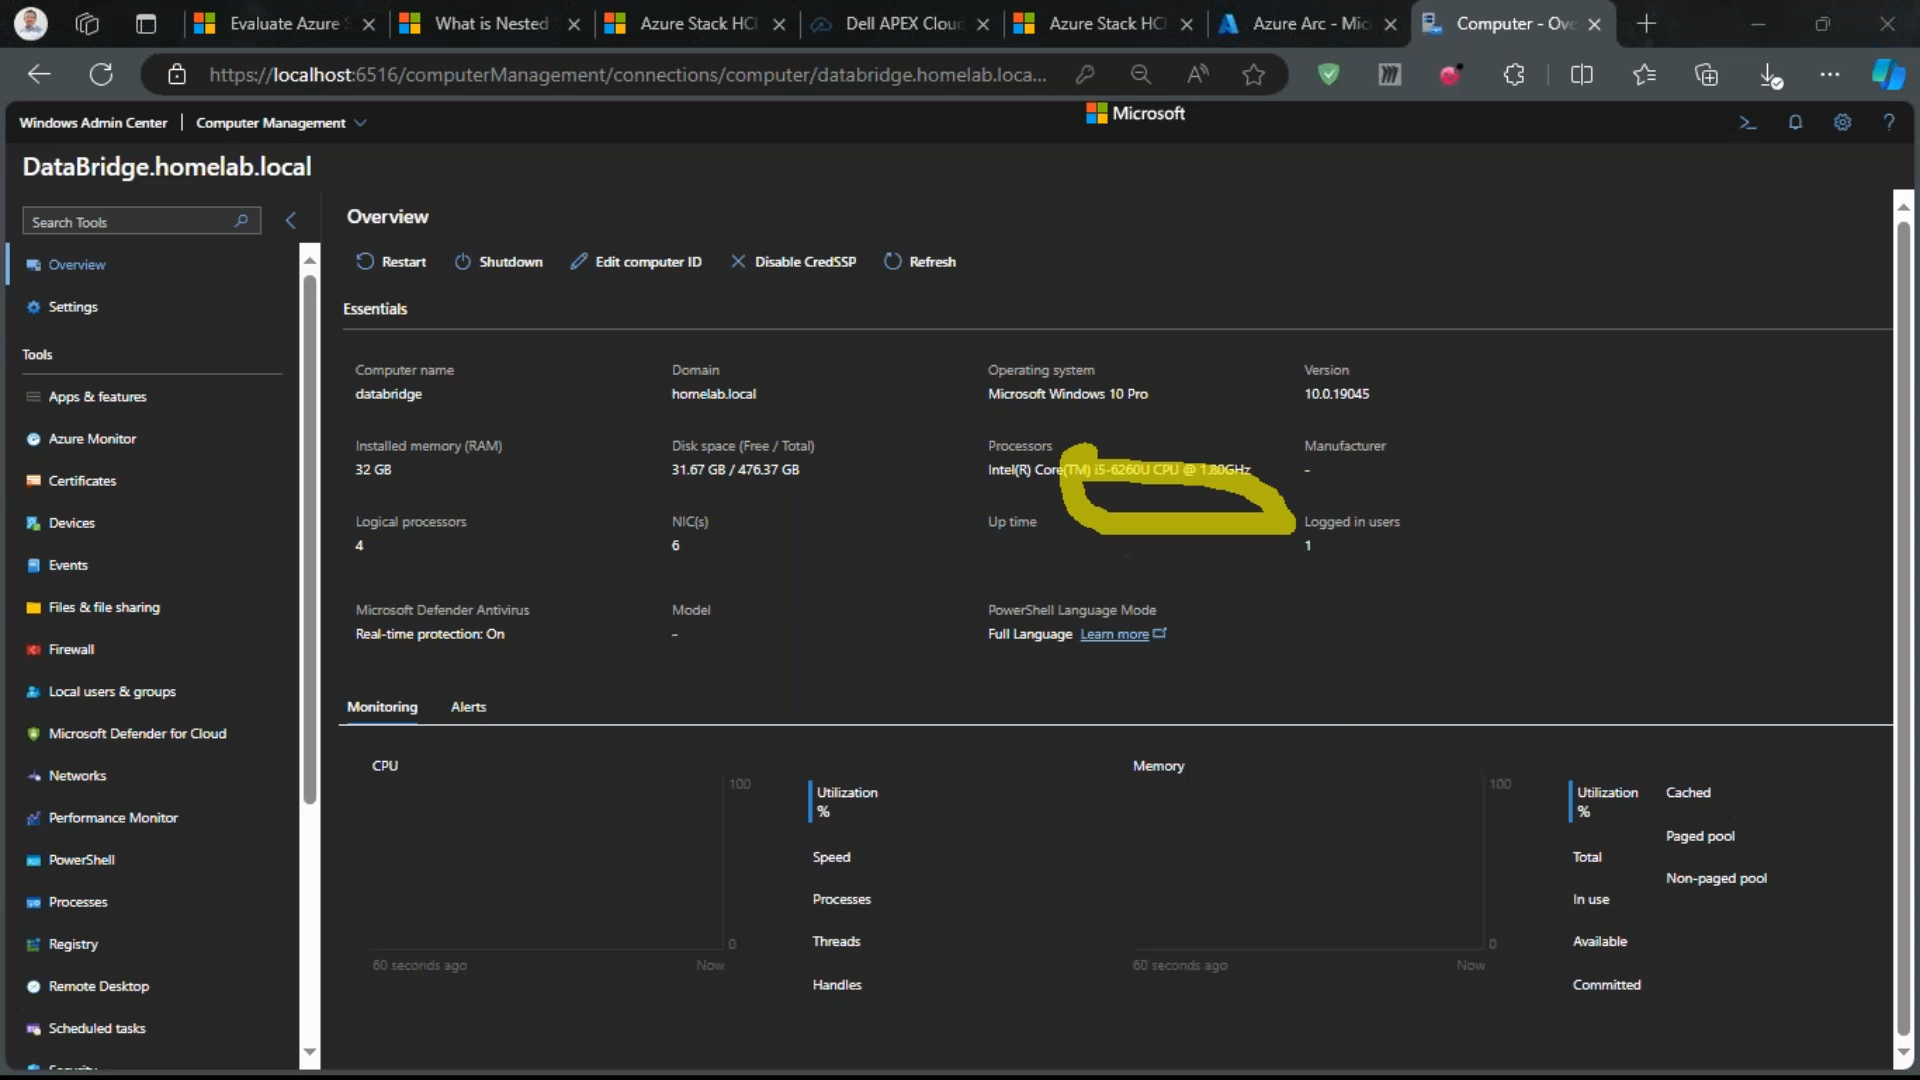 Evaluate Azure S
What is Nested
Azure Stack HCI
Dell APEX Cloud
Azure Stack HCI
Azure Arc - Mic
Computer - Ove
https://localhost:6516/computerManagement/connections/computer/databridge.homelab.loca...
Windows Admin Center
Computer Management
Microsoft
DataBridge.homelab.local
Search Tools
Overview
Settings
Tools
Apps & features
Azure Monitor
Certificates
Devices
Events
Files & file sharing
Firewall
Local users & groups
Microsoft Defender for Cloud
Networks
Performance Monitor
PowerShell
Processes
Registry
Remote Desktop
Scheduled tasks
Overview
Restart
Shutdown
Edit computer ID
Disable CredSSP
Refresh
Essentials
Computer name
databridge
Domain
homelab.local
Operating system
Microsoft Windows 10 Pro
Version
10.0.19045
Installed memory (RAM)
32 GB
Disk space (Free / Total)
31.67 GB / 476.37 GB
Processors
Intel(R) Core(TM) i5-6260U CPU @ 1.80GHz
Manufacturer
-
Logical processors
4
NIC(s)
6
Up time
Logged in users
1
Microsoft Defender Antivirus
Real-time protection: On
Model
-
PowerShell Language Mode
Full Language Learn more
Monitoring
Alerts
CPU
100
0
60 seconds ago
Now
Utilization
%
Speed
Processes
Threads
Handles
Memory
100
0
60 seconds ago
Now
Utilization
%
Total
In use
Available
Committed
Cached
Paged pool
Non-paged pool